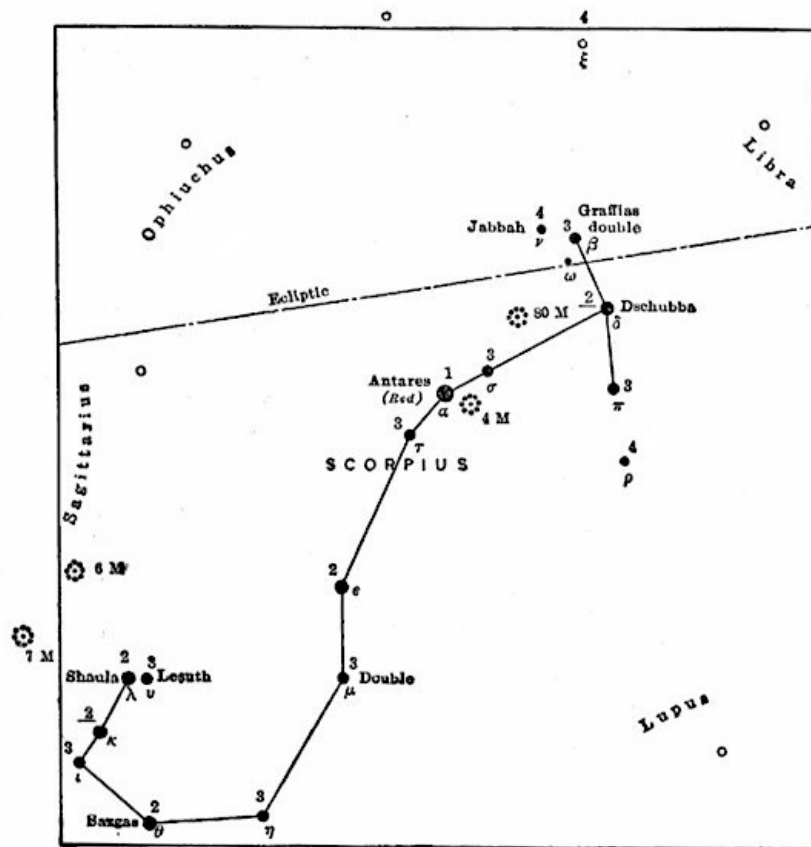 4
ξ
Ophiuchus
Libra
4
Jabbah
ν
Graffias
3 double
β
ω
Ecliptic
80 M
2 Dschubba
δ
3
σ
1
Antares
(Red)
α
4 M
3
π
3
τ
SCORPIUS
4
ρ
Sagittarius
6 M
2
e
7 M
2 3
Shaula Lesuth
λ υ
3
Double
μ
2
κ
3
ι
Lupus
2
Sargas
θ
3
η